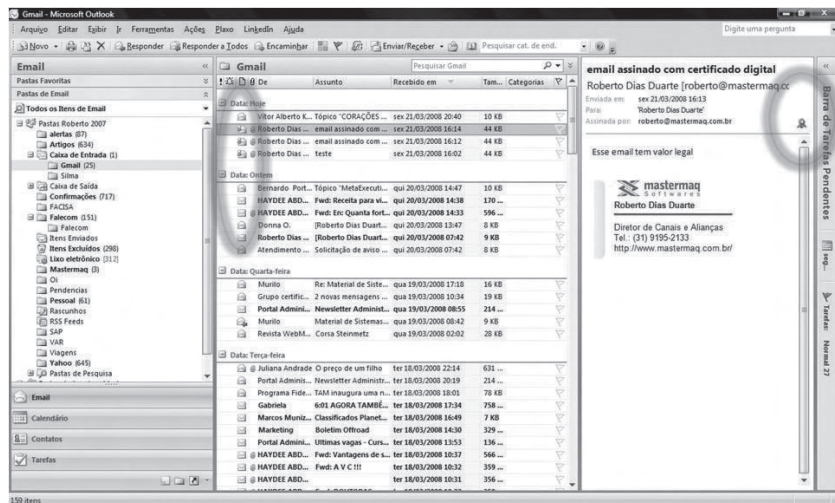 Gmail - Microsoft Outlook
Arquivo Editar Exibir Ir Ferramentas Ações Plaxo LinkedIn Ajuda
Digite uma pergunta
Novo Responder Responder a Todos Encaminhar Enviar/Receber Pesquisar cat. de end.
Email
Pastas Favoritas
Pastas de Email
Todos os Itens de Email
Pastas Roberto 2007
alertas (87)
Artigos (634)
Caixa de Entrada (1)
Gmail (25)
Silma
Caixa de Saída
Confirmações (717)
FACISA
Falecom (151)
Falecom
Itens Enviados
Itens Excluídos (298)
Lixo eletrônico [312]
Mastermaq (3)
Oi
Pendencias
Pessoal (61)
Rascunhos
RSS Feeds
SAP
VAR
Viagens
Yahoo (645)
Pastas de Pesquisa
Email
Calendário
Contatos
Tarefas
159 itens
Gmail
Pesquisar Gmail
De Assunto Recebido em Tam... Categorias
Data: Hoje
Vitor Alberto K... Tópico "CORAÇÕES ... sex 21/03/2008 20:40 10 KB
Roberto Dias ... email assinado com ... sex 21/03/2008 16:14 44 KB
Roberto Dias ... email assinado com ... sex 21/03/2008 16:12 44 KB
Roberto Dias ... teste sex 21/03/2008 16:02 44 KB
Data: Ontem
Bernardo Port... Tópico "MetaExecuti... qui 20/03/2008 14:47 10 KB
HAYDEE ABD... Fwd: Receita para vi... qui 20/03/2008 14:38 170 ...
HAYDEE ABD... Fwd: En: Quanta fort... qui 20/03/2008 14:33 596 ...
Donna O. [Roberto Dias Duart... qui 20/03/2008 13:47 8 KB
Roberto Dias ... [Roberto Dias Duart... qui 20/03/2008 07:42 9 KB
Atendimento ... Solicitação de aviso ... qui 20/03/2008 07:42 8 KB
Data: Quarta-feira
Murilo Re: Material de Siste... qua 19/03/2008 17:18 16 KB
Grupo certific... 2 novas mensagens ... qua 19/03/2008 10:34 19 KB
Portal Admini... Newsletter Administ... qua 19/03/2008 08:55 214 ...
Murilo Material de Sistemas... qua 19/03/2008 08:42 9 KB
Revista WebM... Corsa Steinmetz qua 19/03/2008 02:02 28 KB
Data: Terça-feira
Juliana Andrade O preço de um filho ter 18/03/2008 22:14 631 ...
Portal Adminis... Newsletter Administr... ter 18/03/2008 20:19 214 ...
Programa Fide... TAM inaugura uma n... ter 18/03/2008 18:01 78 KB
Gabriela 6:01 AGORA TAMBÉ... ter 18/03/2008 17:34 758 ...
Marcos Muniz... Classificados Planet... ter 18/03/2008 16:49 7 KB
Marketing Boletim Offroad ter 18/03/2008 14:30 329 ...
Portal Admini... Ultimas vagas - Curs... ter 18/03/2008 13:53 136 ...
HAYDEE ABD... Fwd: Vantagens de s... ter 18/03/2008 10:37 566 ...
HAYDEE ABD... Fwd: A V C !!! ter 18/03/2008 10:32 359 ...
HAYDEE ABD... ter 18/03/2008 10:31 356 ...
email assinado com certificado digital
Roberto Dias Duarte [roberto@mastermaq.cc
Enviada em: sex 21/03/2008 16:13
Para: 'Roberto Dias Duarte'
Assinada por: roberto@mastermaq.com.br
Esse email tem valor legal
mastermaq
Softwares
Roberto Dias Duarte
Diretor de Canais e Alianças
Tel.: (31) 9195-2133
http://www.mastermaq.com.br/
Barra de Tarefas Pendentes
seg...
Tarefas: Normal 27